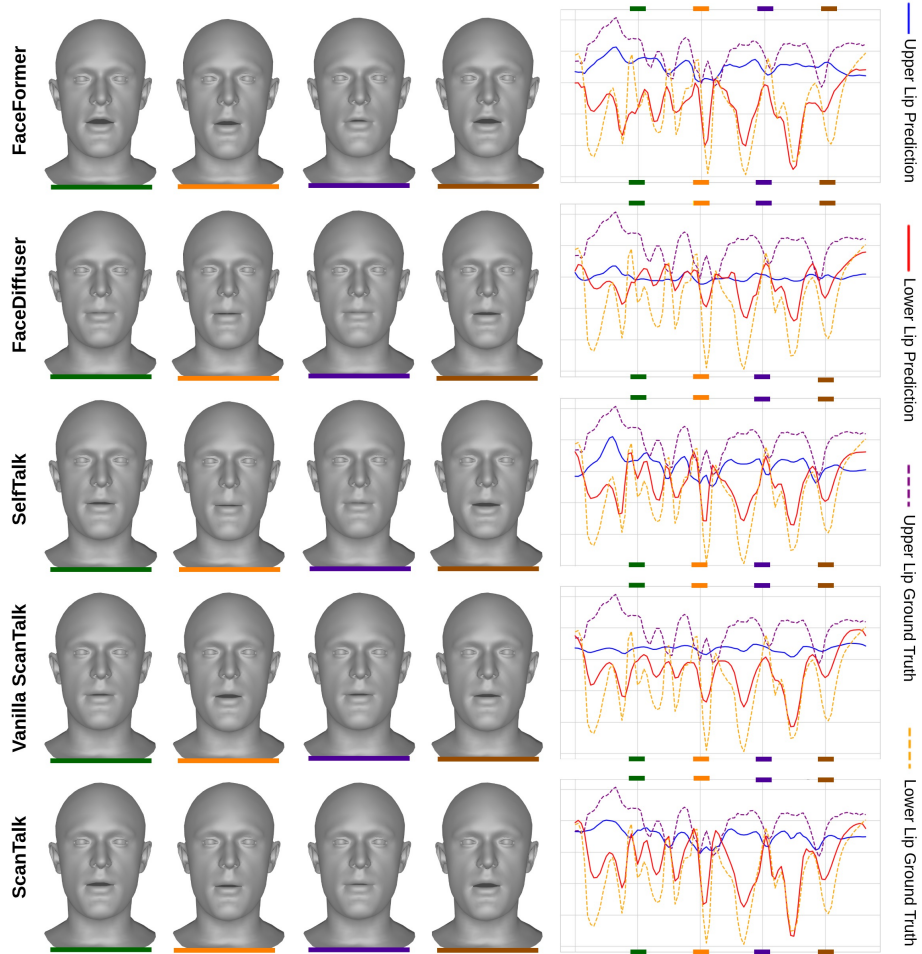 FaceFormer
FaceDiffuser
SelfTalk
Vanilla ScanTalk
ScanTalk
Upper Lip Prediction
Lower Lip Prediction
Upper Lip Ground Truth
Lower Lip Ground Truth